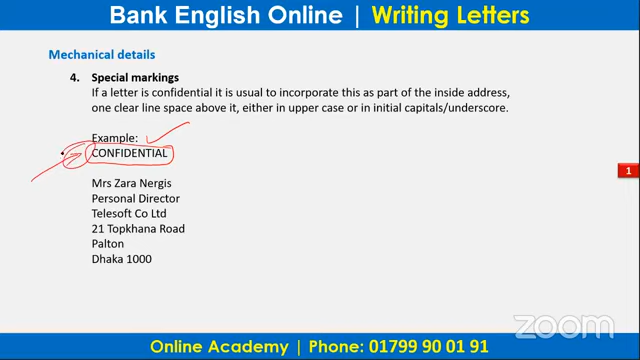 Bank English Online | Writing Letters
Mechanical details
4. Special markings
If a letter is confidential it is usual to incorporate this as part of the inside address,
one clear line space above it, either in upper case or in initial capitals/underscore.
Example:
CONFIDENTIAL
Mrs Zara Nergis
Personal Director
Telesoft Co Ltd
21 Topkhana Road
Palton
Dhaka 1000
1
zoom
Online Academy | Phone: 01799 90 01 91